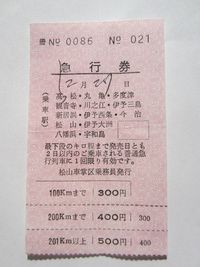 ㊞ № 0086 № 021
急行券
12月29日
(乗車駅)
高松・丸亀・多度津
観音寺・川之江・伊予三島
新居浜・伊予西条・今治
松山・伊予大洲
八幡浜・宇和島
最下段のキロ程まで発売日とも
2日以内のご乗車される普通急
行列車に1回限り有効です。
松山車掌区乗務員発行
100Kmまで 300円
200Kmまで 400円 300
201Km以上 500円 400